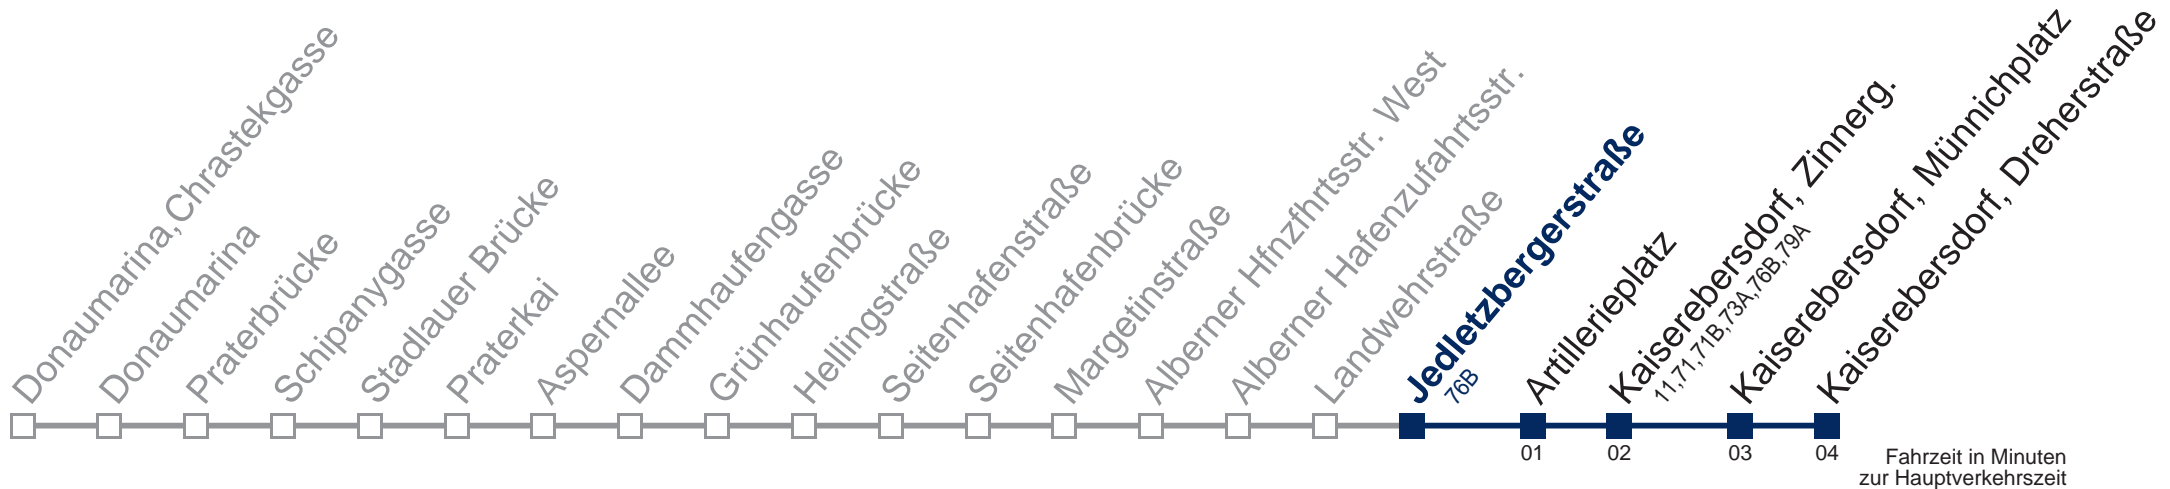 Donaumarina, Chrastekgasse
Donaumarina
Praterbrücke
Schipanygasse
Stadlauer Brücke
Praterkai
Aspernallee
Dammhaufengasse
Grünhaufenbrücke
Hellingstraße
Seitenhafenstraße
Seitenhafenbrücke
Margetinstraße
Alberner Hfnzfhrtsstr. West
Alberner Hafenzufahrtsstr.
Landwehrstraße
Jedletzbergerstraße
76B
Artillerieplatz
Kaiserebersdorf, Zinnerg.
11,71,71B,73A,76B,79A
Kaiserebersdorf, Münnichplatz
Kaiserebersdorf, Dreherstraße
01 02 03 04
Fahrzeit in Minuten
zur Hauptverkehrszeit